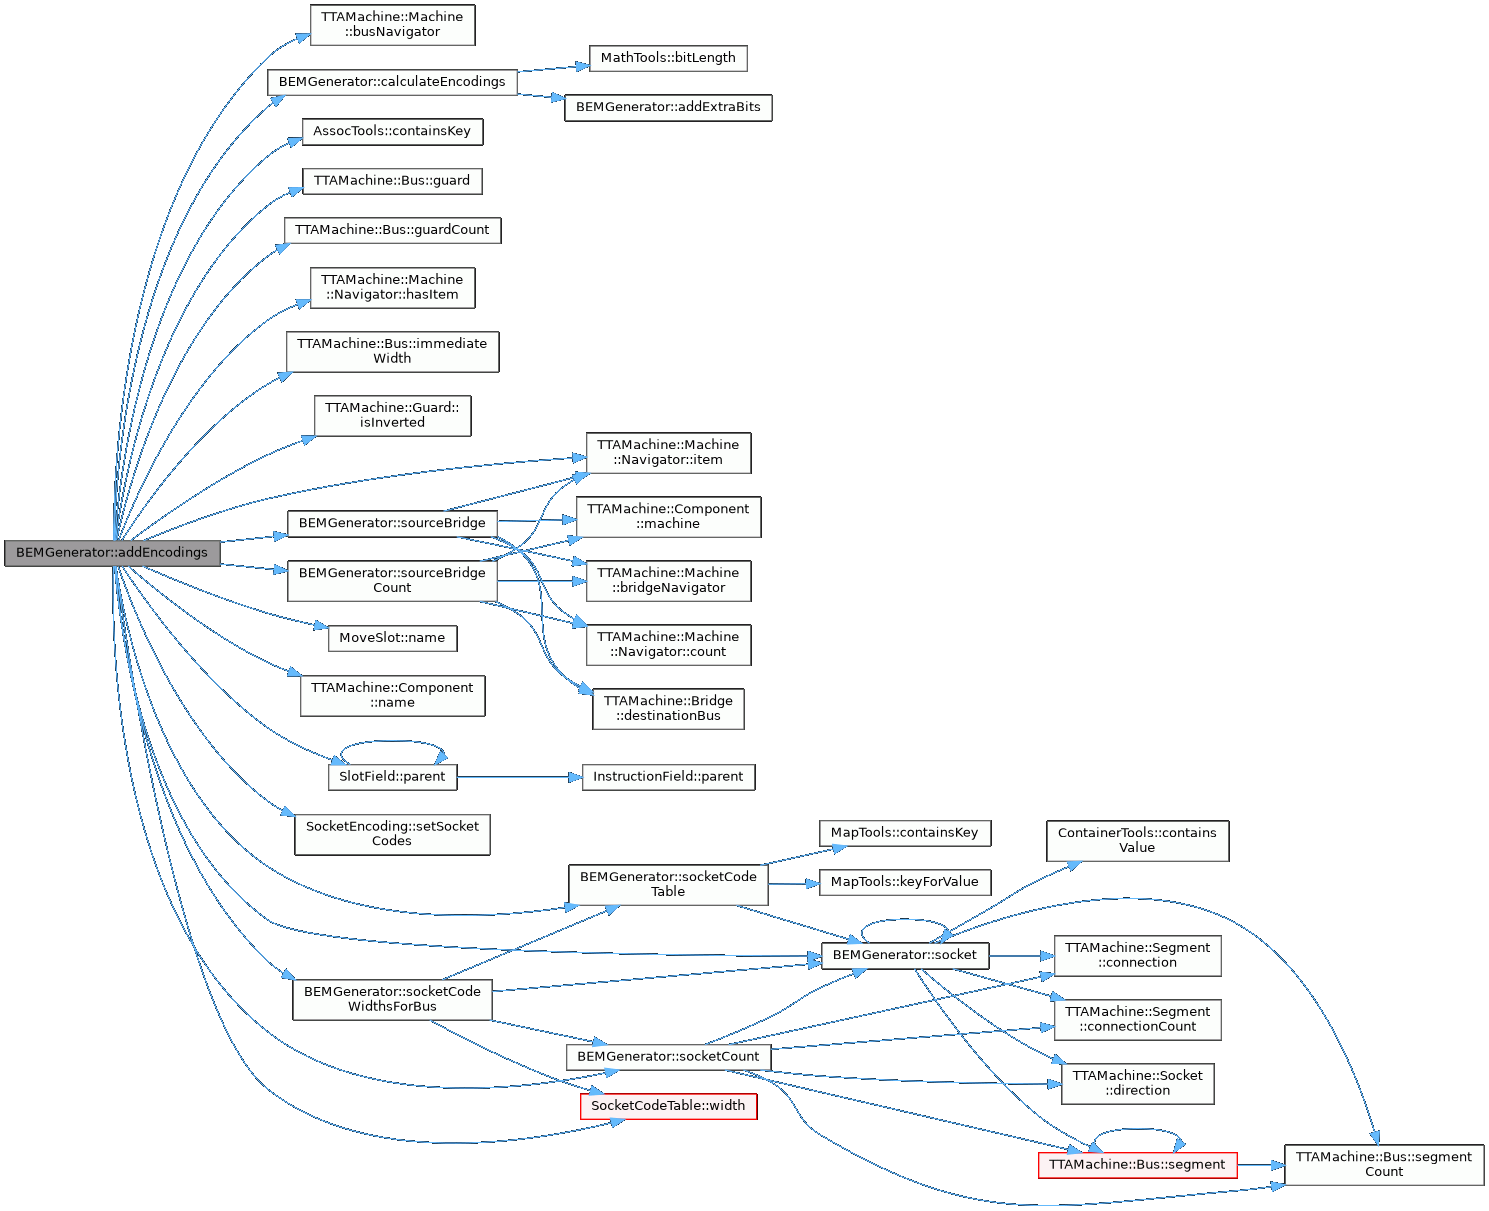 TTAMachine::Machine
::busNavigator
BEMGenerator::calculateEncodings
MathTools::bitLength
BEMGenerator::addExtraBits
AssocTools::containsKey
TTAMachine::Bus::guard
TTAMachine::Bus::guardCount
TTAMachine::Machine
::Navigator::hasItem
TTAMachine::Bus::immediate
Width
TTAMachine::Guard::
isInverted
TTAMachine::Machine
::Navigator::item
BEMGenerator::sourceBridge
TTAMachine::Component
::machine
BEMGenerator::addEncodings
BEMGenerator::sourceBridge
Count
TTAMachine::Machine
::bridgeNavigator
MoveSlot::name
TTAMachine::Machine
::Navigator::count
TTAMachine::Component
::name
TTAMachine::Bridge
::destinationBus
SlotField::parent
InstructionField::parent
SocketEncoding::setSocket
Codes
MapTools::containsKey
ContainerTools::contains
Value
BEMGenerator::socketCode
Table
MapTools::keyForValue
BEMGenerator::socket
TTAMachine::Segment
::connection
BEMGenerator::socketCode
WidthsForBus
TTAMachine::Segment
::connectionCount
BEMGenerator::socketCount
TTAMachine::Socket
::direction
SocketCodeTable::width
TTAMachine::Bus::segment
TTAMachine::Bus::segment
Count